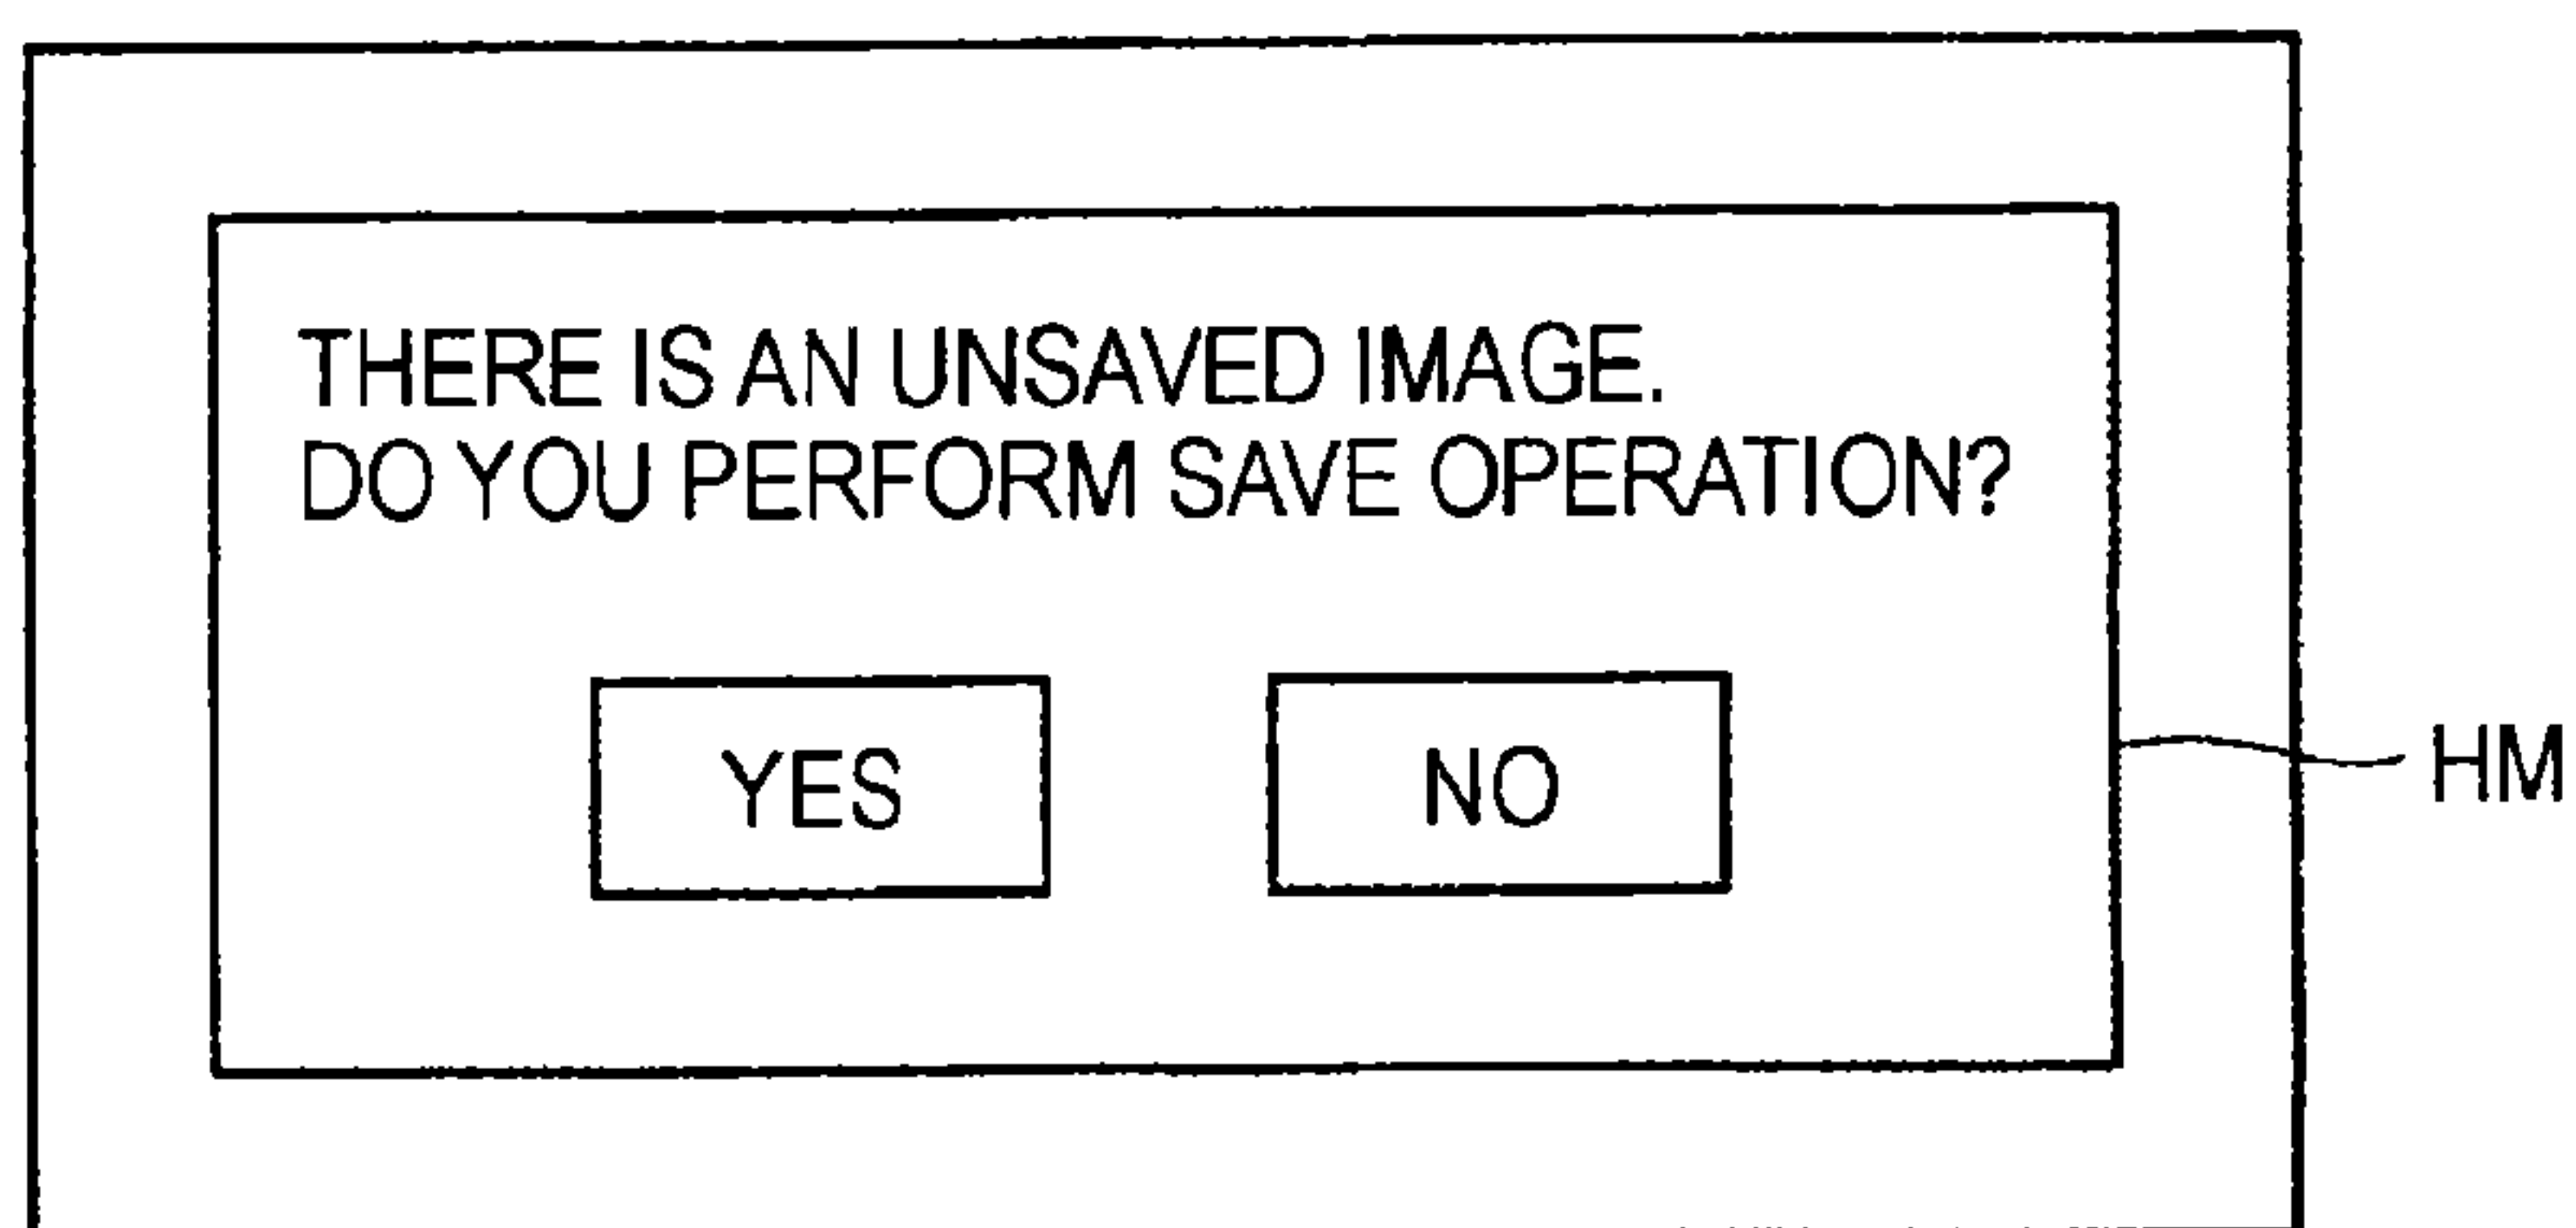 THERE IS AN UNSAVED IMAGE.
DO YOU PERFORM SAVE OPERATION?
YES NO
HM